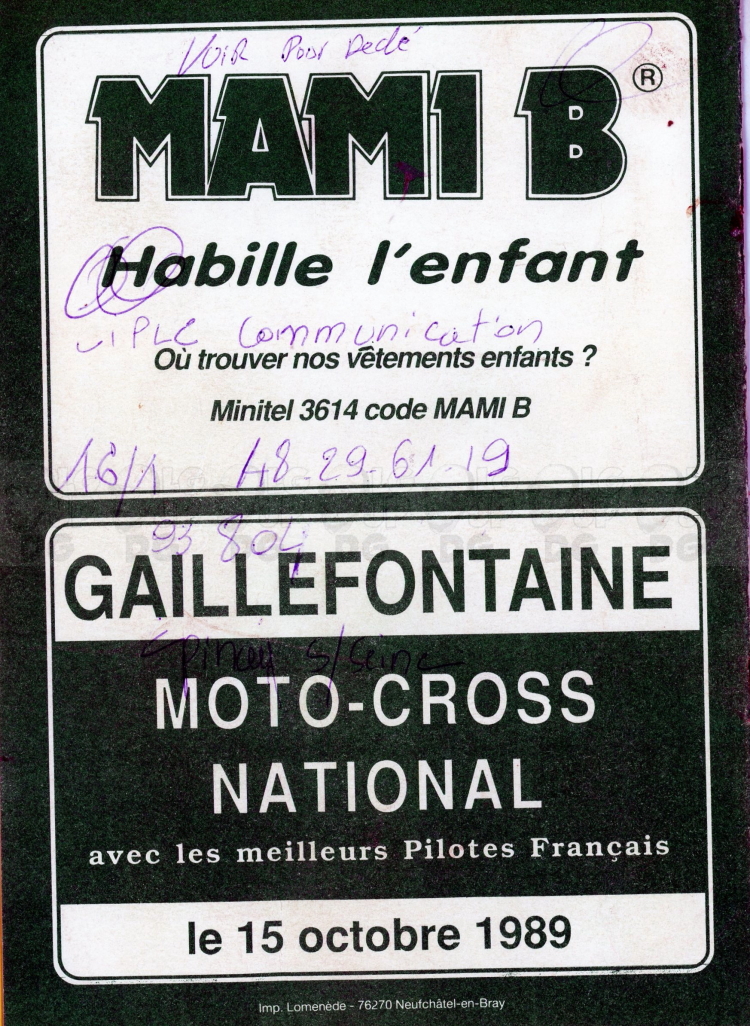 VOIR Pour Dédé
MAMI B ®
Habille l'enfant
Communication
Où trouver nos vêtements enfants ?
Minitel 3614 code MAMI B
16/1 48.29.61.19
93 804
GAILLEFONTAINE
s/seine
MOTO-CROSS
NATIONAL
avec les meilleurs Pilotes Français
le 15 octobre 1989
Imp. Lomenède - 76270 Neufchâtel-en-Bray